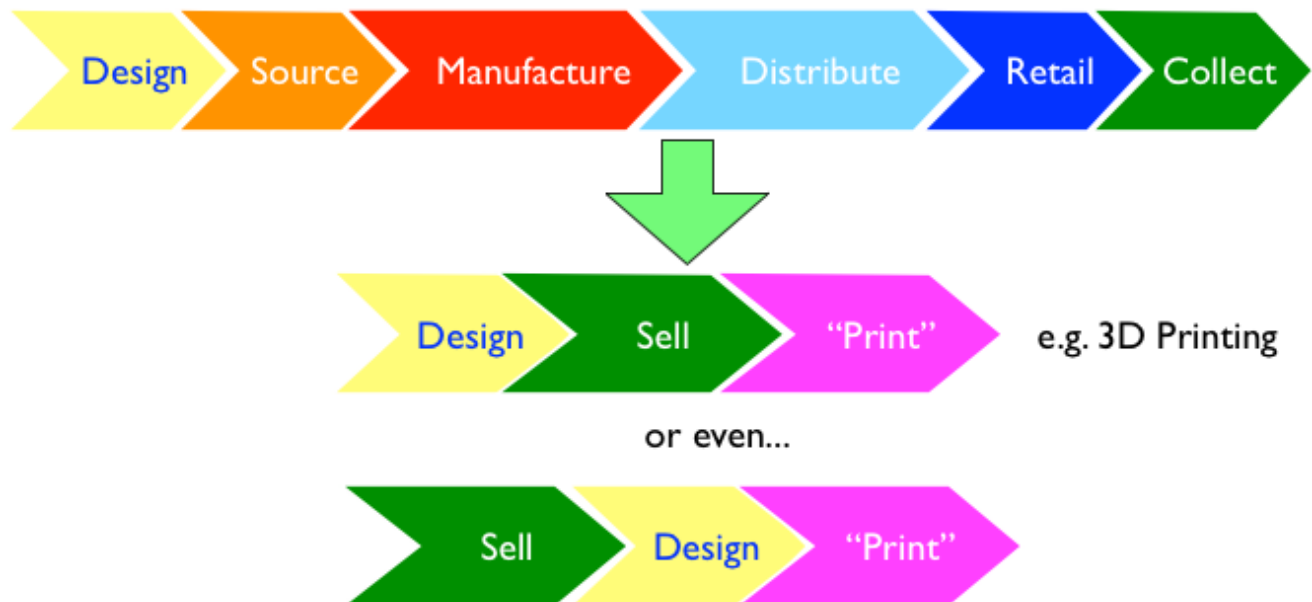 Design Source Manufacture Distribute Retail Collect
Design Sell “Print” e.g. 3D Printing
or even...
Sell Design “Print”